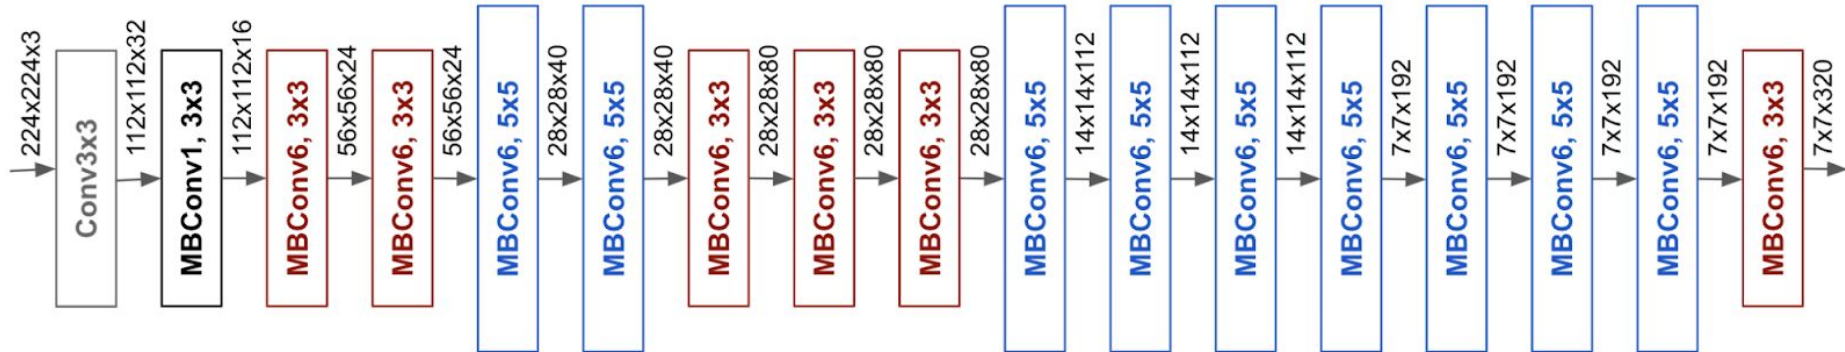 224x224x3
Conv3x3
112x112x32
MBConv1, 3x3
112x112x16
MBConv6, 3x3
56x56x24
MBConv6, 3x3
56x56x24
MBConv6, 5x5
28x28x40
MBConv6, 5x5
28x28x40
MBConv6, 3x3
28x28x80
MBConv6, 3x3
28x28x80
MBConv6, 3x3
28x28x80
MBConv6, 5x5
14x14x112
MBConv6, 5x5
14x14x112
MBConv6, 5x5
14x14x112
MBConv6, 5x5
7x7x192
MBConv6, 5x5
7x7x192
MBConv6, 5x5
7x7x192
MBConv6, 5x5
7x7x192
MBConv6, 3x3
7x7x320